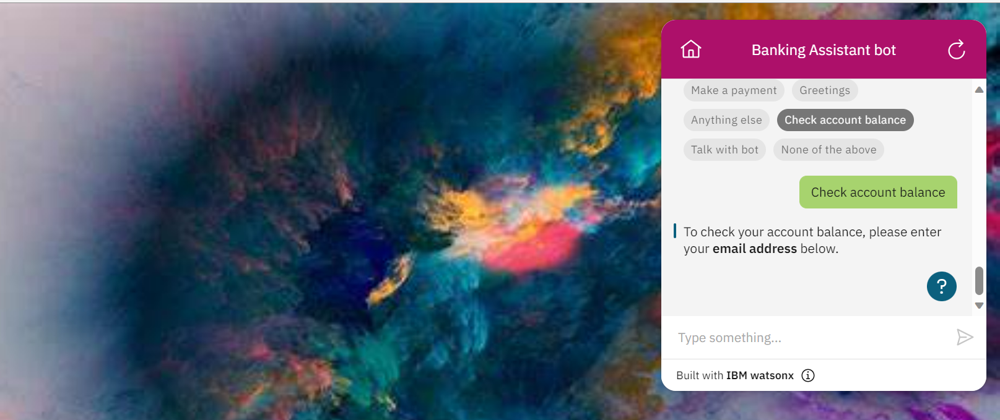 Banking Assistant bot
Make a payment
Greetings
Anything else
Check account balance
Talk with bot
None of the above
Check account balance
To check your account balance, please enter
your email address below.
?
Type something...
Built with IBM watsonx